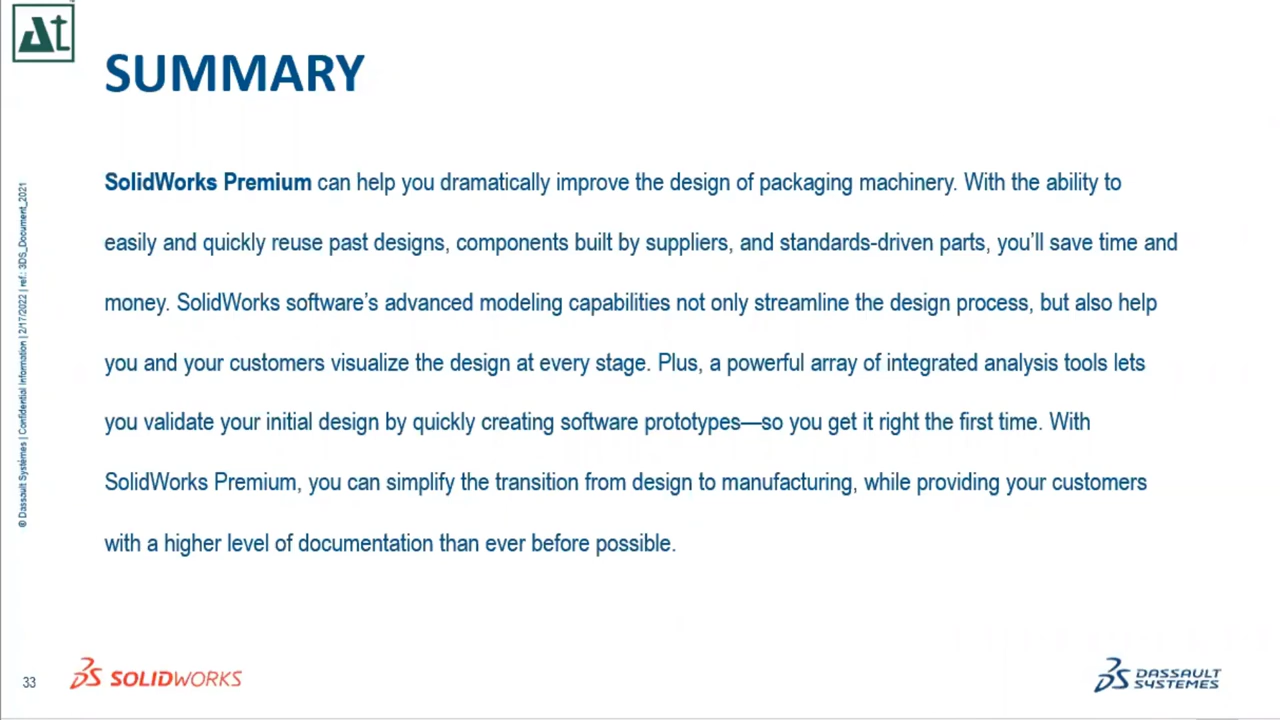 At
SUMMARY
SolidWorks Premium can help you dramatically improve the design of packaging machinery. With the ability to
easily and quickly reuse past designs, components built by suppliers, and standards-driven parts, you’ll save time and
money. SolidWorks software’s advanced modeling capabilities not only streamline the design process, but also help
you and your customers visualize the design at every stage. Plus, a powerful array of integrated analysis tools lets
you validate your initial design by quickly creating software prototypes—so you get it right the first time. With
SolidWorks Premium, you can simplify the transition from design to manufacturing, while providing your customers
with a higher level of documentation than ever before possible.
© Dassault Systèmes | Confidential Information | 2/17/2022 | ref.: 3DS_Document_2021
33
3DS SOLIDWORKS
3DS DASSAULT
SYSTEMES